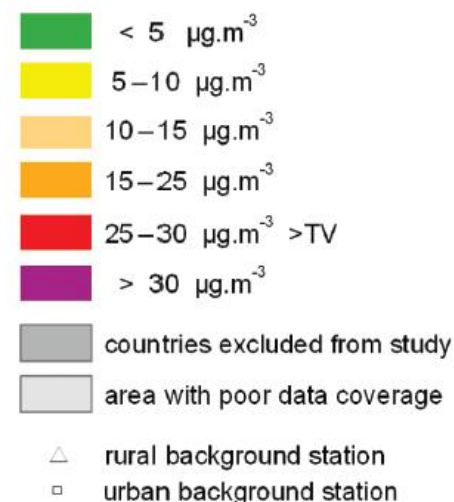 < 5 µg.m⁻³
5–10 µg.m⁻³
10–15 µg.m⁻³
15–25 µg.m⁻³
25–30 µg.m⁻³ >TV
> 30 µg.m⁻³
countries excluded from study
area with poor data coverage
rural background station
urban background station